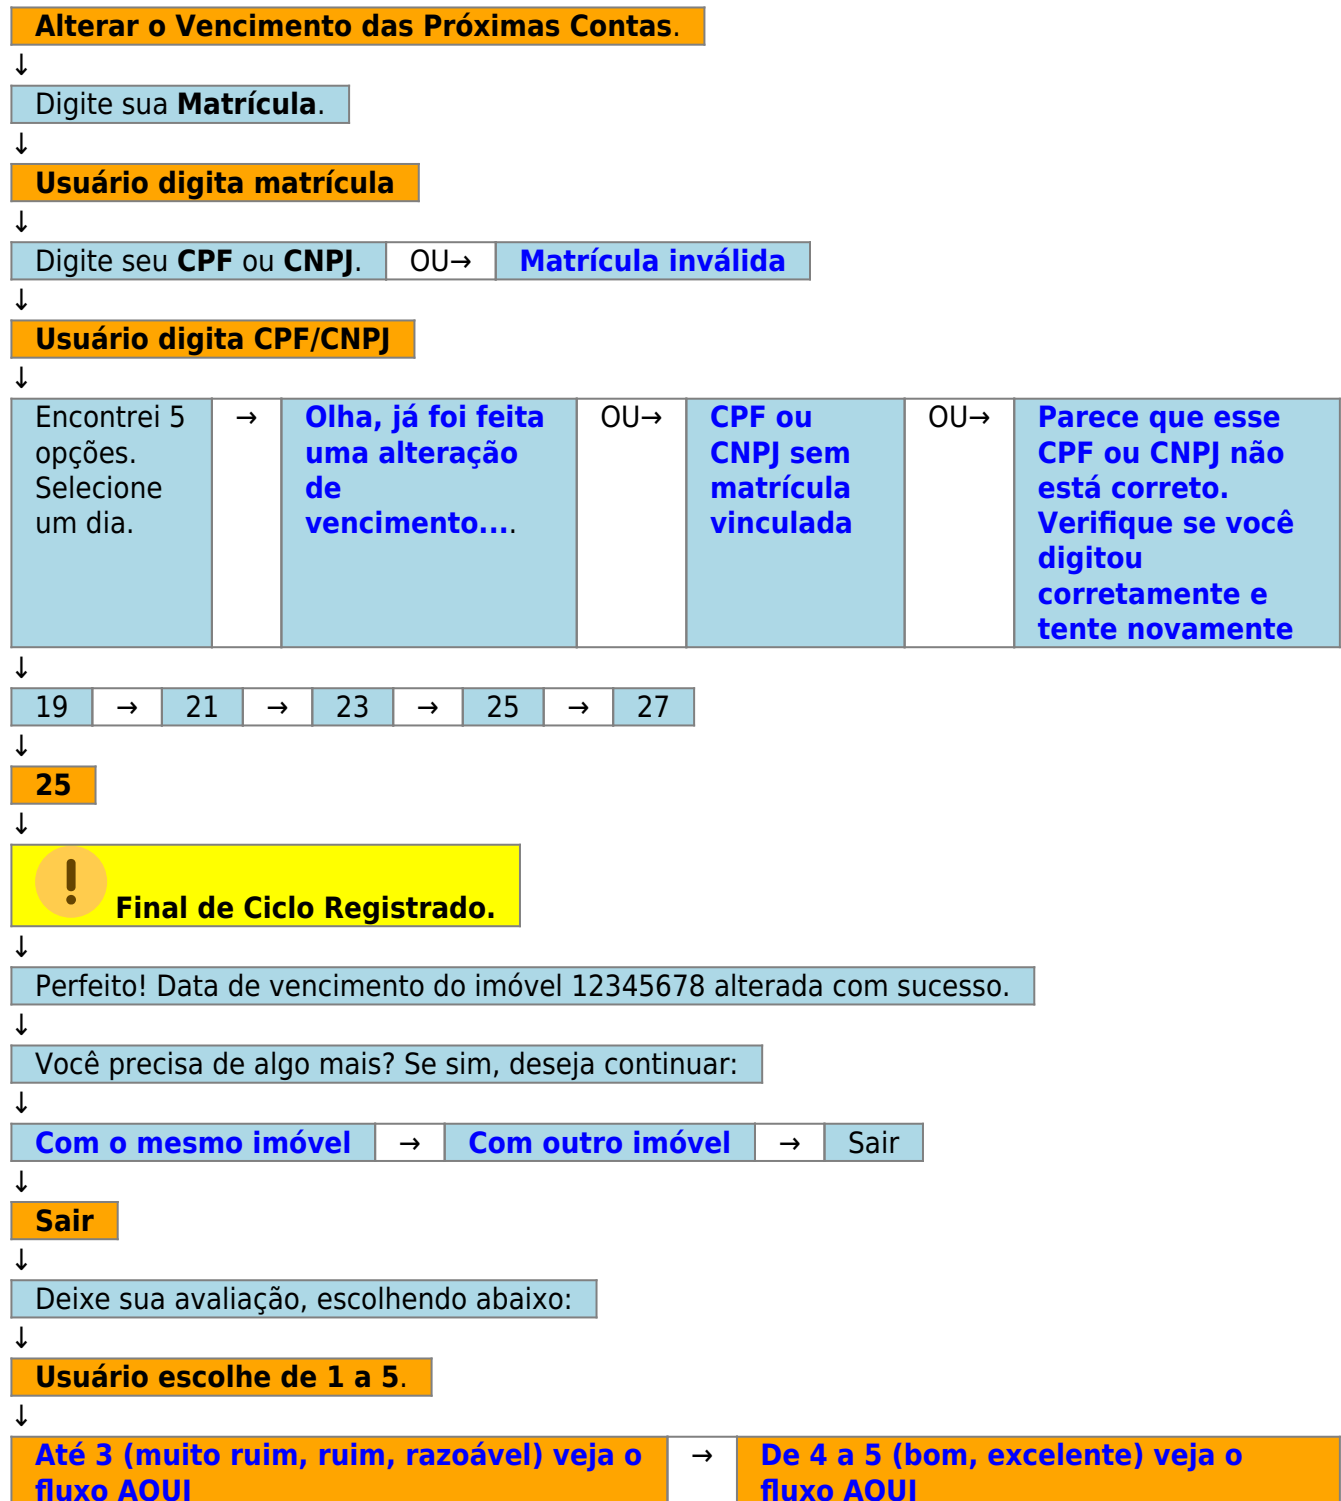 Alterar o Vencimento das Próximas Contas.
↓
Digite sua Matrícula.
↓
Usuário digita matrícula
↓
Digite seu CPF ou CNPJ. OU→ Matrícula inválida
↓
Usuário digita CPF/CNPJ
↓
Encontrei 5
opções.
Selecione
um dia.
→
Olha, já foi feita
uma alteração
de
vencimento....
OU→
CPF ou
CNPJ sem
matrícula
vinculada
OU→
Parece que esse
CPF ou CNPJ não
está correto.
Verifique se você
digitou
corretamente e
tente novamente
↓
19 → 21 → 23 → 25 → 27
↓
25
↓
Final de Ciclo Registrado.
↓
Perfeito! Data de vencimento do imóvel 12345678 alterada com sucesso.
↓
Você precisa de algo mais? Se sim, deseja continuar:
↓
Com o mesmo imóvel → Com outro imóvel → Sair
↓
Sair
↓
Deixe sua avaliação, escolhendo abaixo:
↓
Usuário escolhe de 1 a 5.
↓
Até 3 (muito ruim, ruim, razoável) veja o
fluxo AQUI
→
De 4 a 5 (bom, excelente) veja o
fluxo AQUI